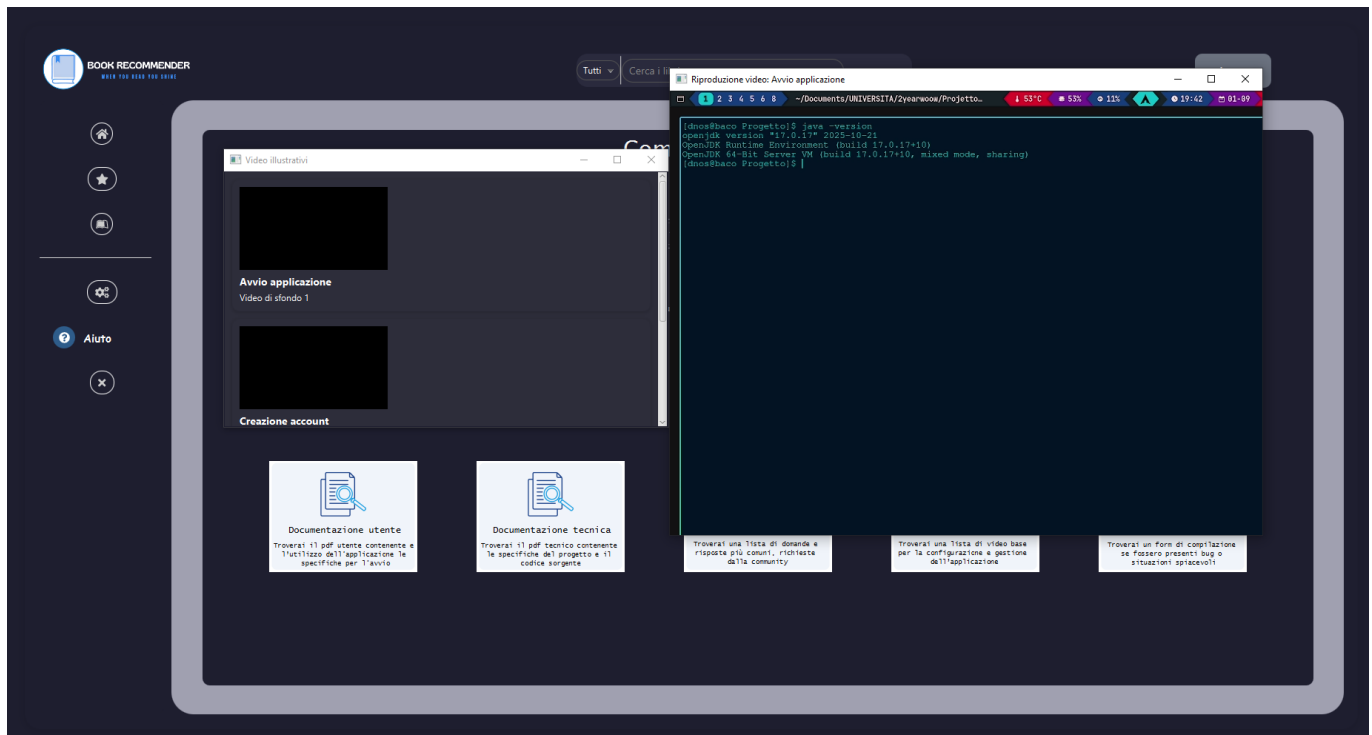 BOOK RECOMMENDER
WHEN YOU READ YOU SHINE
Tutti
Cerca i li
Riproduzione video: Avvio applicazione
1 2 3 4 5 6 8 ~/Documents/UNIVERSITA/2yearwoow/Projetto… 53°C 53% 11% 19:42 01-09
[dnos@baco Progetto]$ java -version
openjdk version "17.0.17" 2025-10-21
OpenJDK Runtime Environment (build 17.0.17+10)
OpenJDK 64-Bit Server VM (build 17.0.17+10, mixed mode, sharing)
[dnos@baco Progetto]$
Com
Video illustrativi
Avvio applicazione
Video di sfondo 1
Creazione account
Aiuto
Documentazione utente
Troverai il pdf utente contenente e
l'utilizzo dell'applicazione le
specifiche per l'avvio
Documentazione tecnica
Troverai il pdf tecnico contenente
le specifiche del progetto e il
codice sorgente
Troverai una lista di domande e
risposte più comuni, richieste
dalla community
Troverai una lista di video base
per la configurazione e gestione
dell'applicazione
Troverai un form di compilazione
se fossero presenti bug o
situazioni spiacevoli